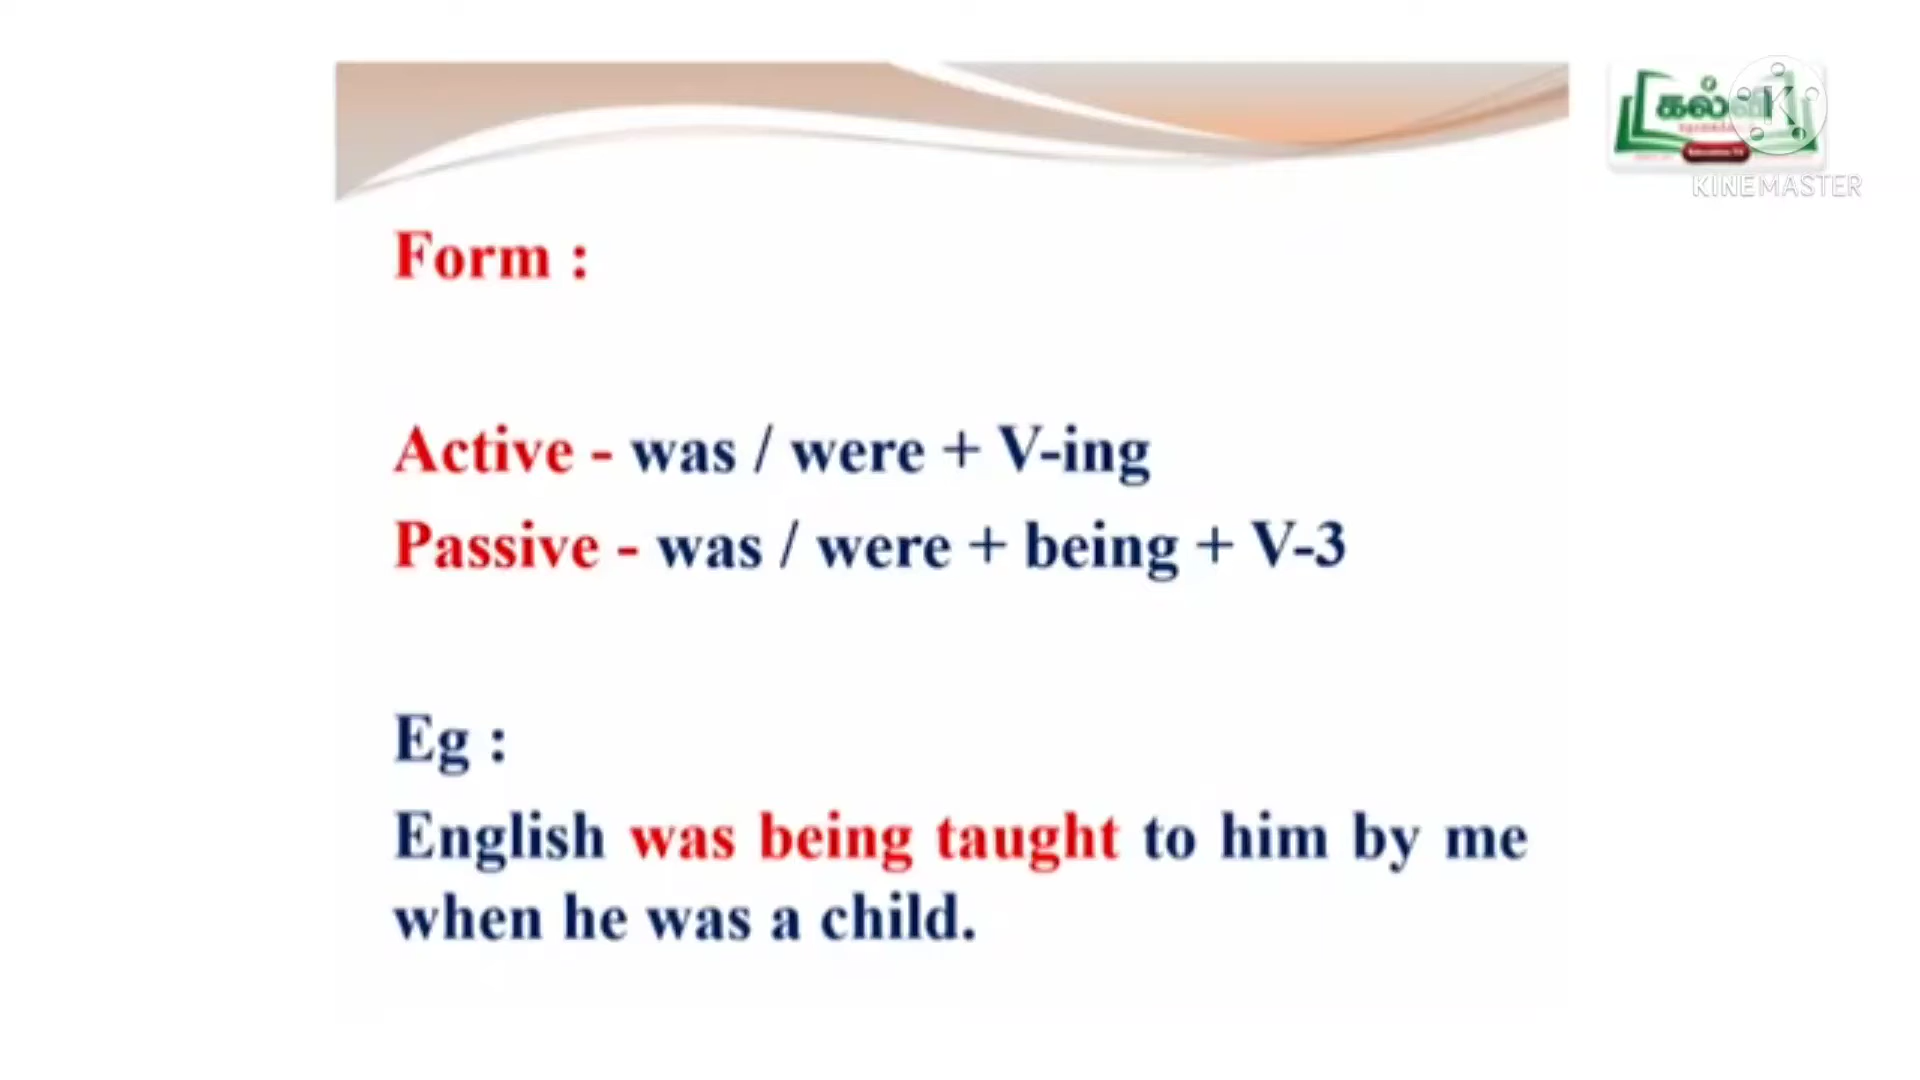 கல்வி
KINEMASTER
Form :
Active - was / were + V-ing
Passive - was / were + being + V-3
Eg :
English was being taught to him by me
when he was a child.